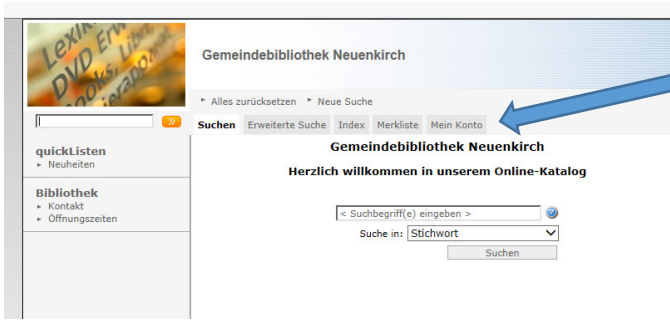 Gemeindebibliothek Neuenkirch
Alles zurücksetzen Neue Suche
Suchen Erweiterte Suche Index Merkliste Mein Konto
quickListen
Neuheiten
Bibliothek
Kontakt
Öffnungszeiten
Gemeindebibliothek Neuenkirch
Herzlich willkommen in unserem Online-Katalog
< Suchbegriff(e) eingeben >
Suche in: Stichwort
Suchen